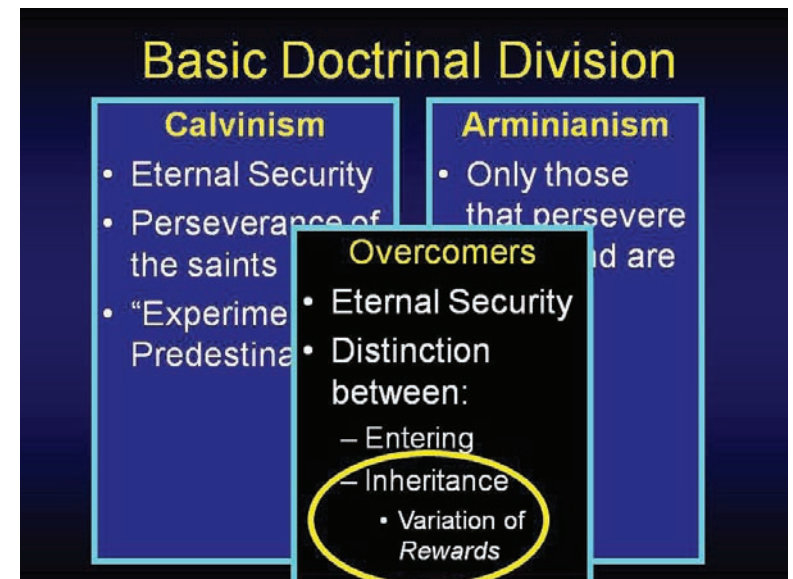 Basic Doctrinal Division
Calvinism
• Eternal Security
• Perseverance of
the saints
• “Experime
Predestina
Arminianism
• Only those
that persevere
d are
Overcomers
• Eternal Security
• Distinction
between:
– Entering
– Inheritance
• Variation of
Rewards